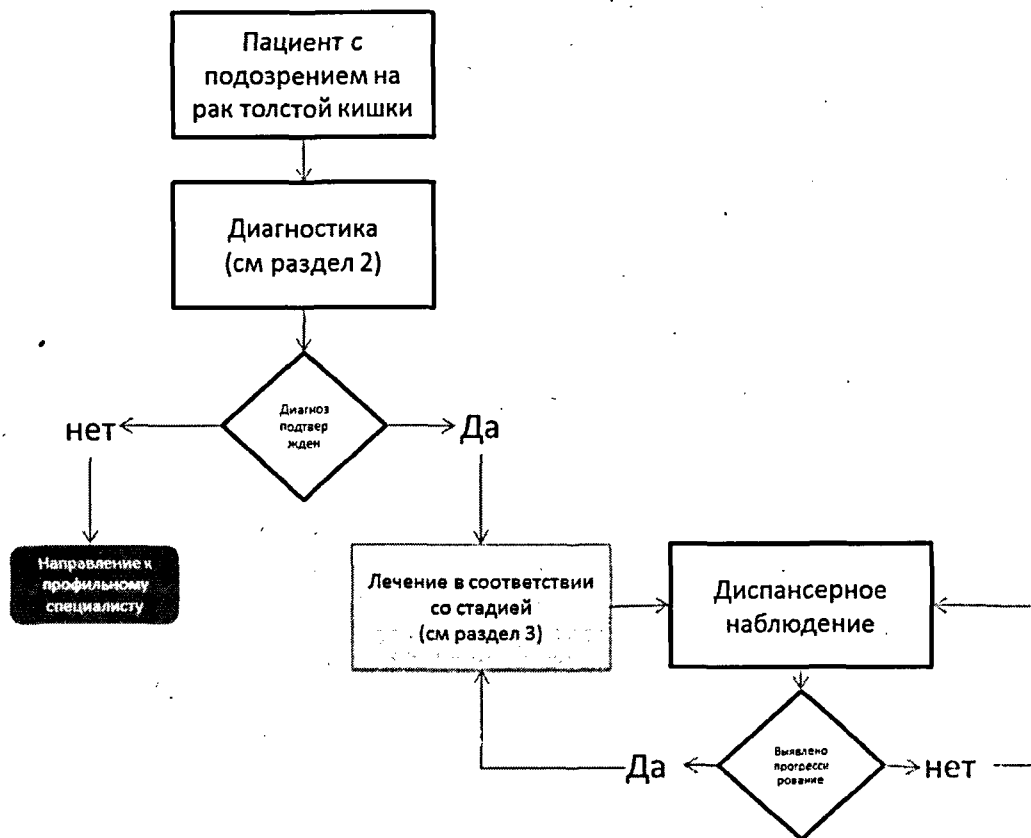 Пациент с
подозрением на
рак толстой кишки
Диагностика
(см раздел 2)
Диагноз
подтвер
жден
нет
Да
Направление к
профильному
специалисту
Лечение в соответствии
со стадией
(см раздел 3)
Диспансерное
наблюдение
Выявлено
прогресси
рование
Да
нет